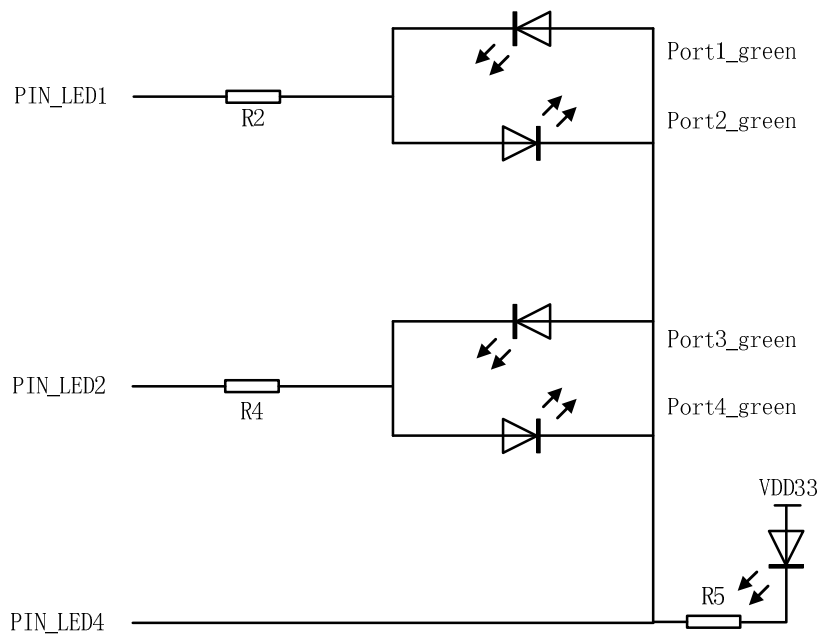 Port1_green
PIN_LED1
R2
Port2_green
Port3_green
PIN_LED2
R4
Port4_green
VDD33
R5
PIN_LED4